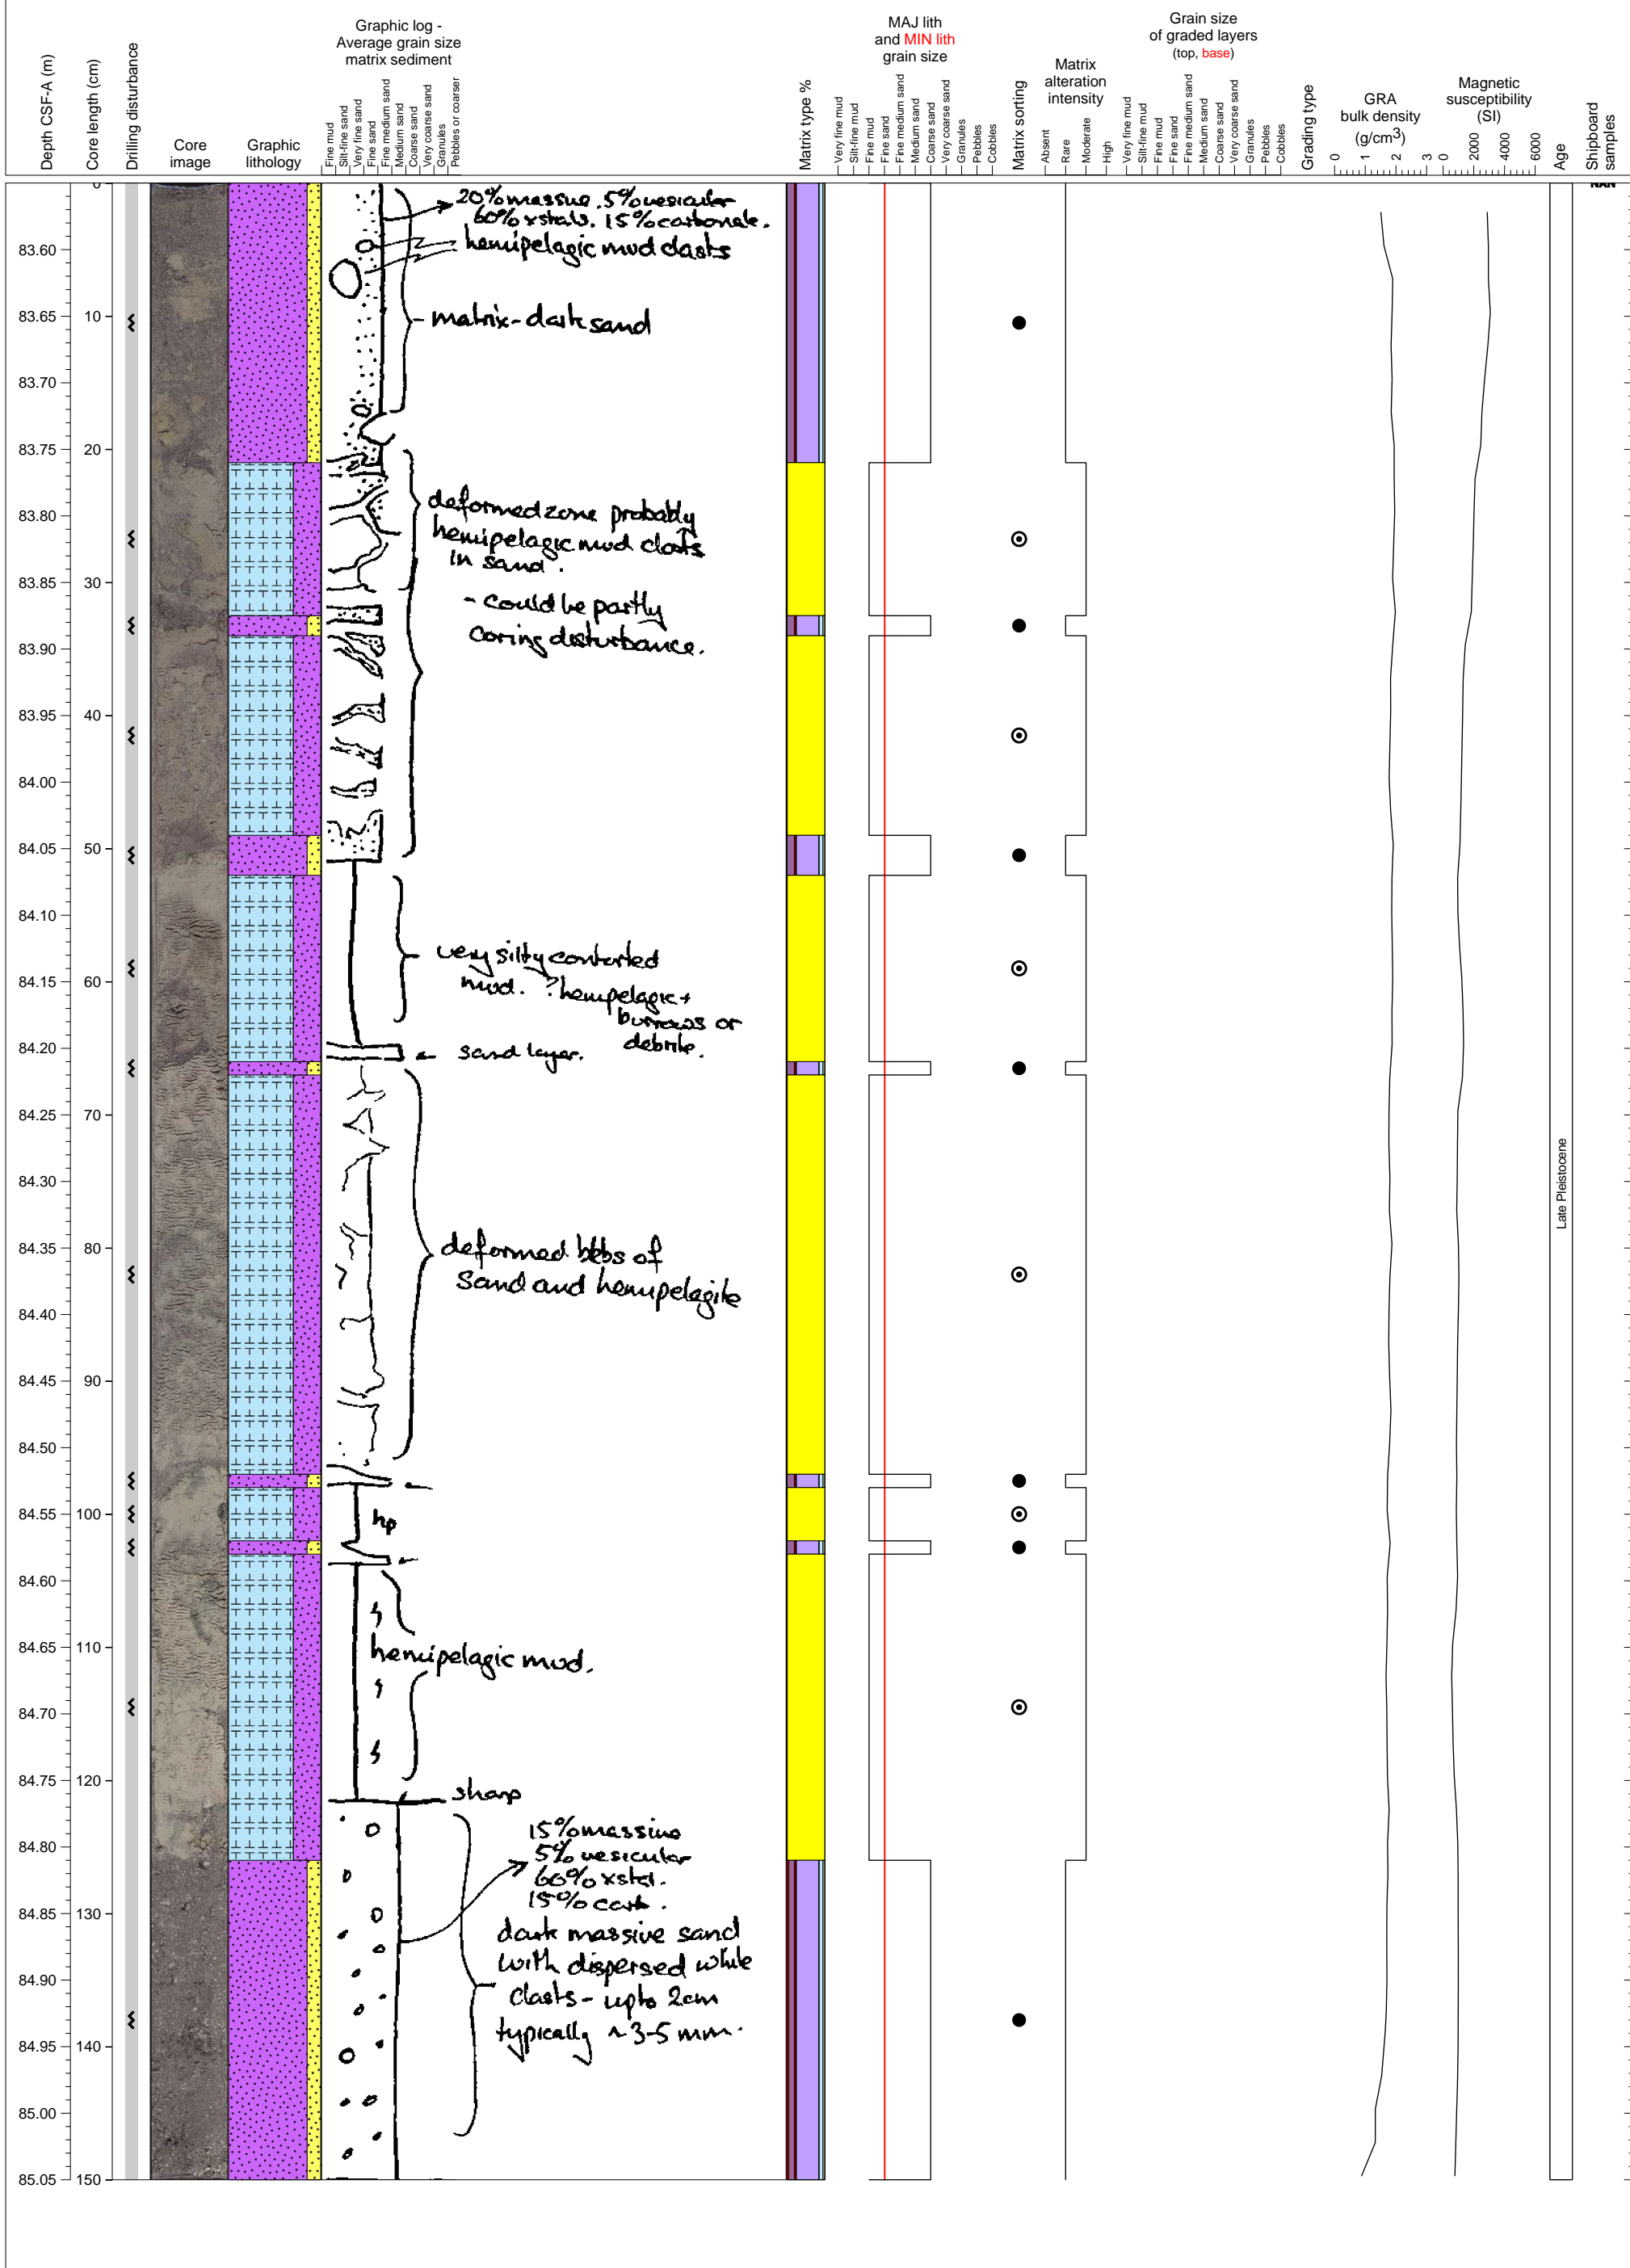 Depth CSF-A (m)
Core length (cm)
Drilling disturbance
Core
image
Graphic
lithology
Graphic log -
Average grain size
matrix sediment
Fine mud
Silt-fine sand
Very fine sand
Fine sand
Fine medium sand
Medium sand
Coarse sand
Very coarse sand
Granules
Pebbles or coarser
Matrix type %
MAJ lith
and MIN lith
grain size
Very fine mud
Silt-fine mud
Fine mud
Fine sand
Fine medium sand
Medium sand
Coarse sand
Very coarse sand
Granules
Pebbles
Cobbles
Matrix sorting
Matrix
alteration
intensity
Absent
Rare
Moderate
High
Grain size
of graded layers
(top, base)
Very fine mud
Silt-fine mud
Fine mud
Fine sand
Fine medium sand
Medium sand
Coarse sand
Very coarse sand
Granules
Pebbles
Cobbles
Grading type
GRA
bulk density
(g/cm3)
0 1 2 3
Magnetic
susceptibility
(SI)
0 2000 4000 6000
Age
Shipboard
samples
NAN
0
83.60
83.65 10
83.70
83.75 20
83.80
83.85 30
83.90
83.95 40
84.00
84.05 50
84.10
84.15 60
84.20
84.25 70
84.30
84.35 80
84.40
84.45 90
84.50
84.55 100
84.60
84.65 110
84.70
84.75 120
84.80
84.85 130
84.90
84.95 140
85.00
85.05 150
20% massive. 5% vesicular
60% xstals. 15% carbonate.
hemipelagic mud clasts
- matrix - dark sand
deformed zone probably
hemipelagic mud clasts
in sand.
- could be partly
coring disturbance.
very silty contorted
mud. ? hemipelagic +
burrows or
debrite.
sand layer.
deformed blebs of
sand and hemipelagite
hp
hemipelagic mud.
sharp
15% massive
5% vesicular
60% xstal.
15% carb.
dark massive sand
with dispersed white
clasts - upto 2cm
typically ~ 3-5 mm.
Late Pleistocene